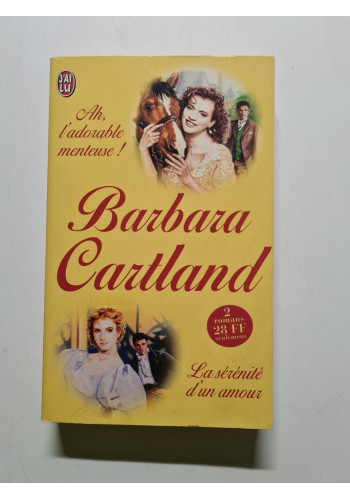 J'AI
LU
Ah,
l'adorable
menteuse !
Barbara
Cartland
2
romans
28 FF
seulement
La sérénité
d'un amour